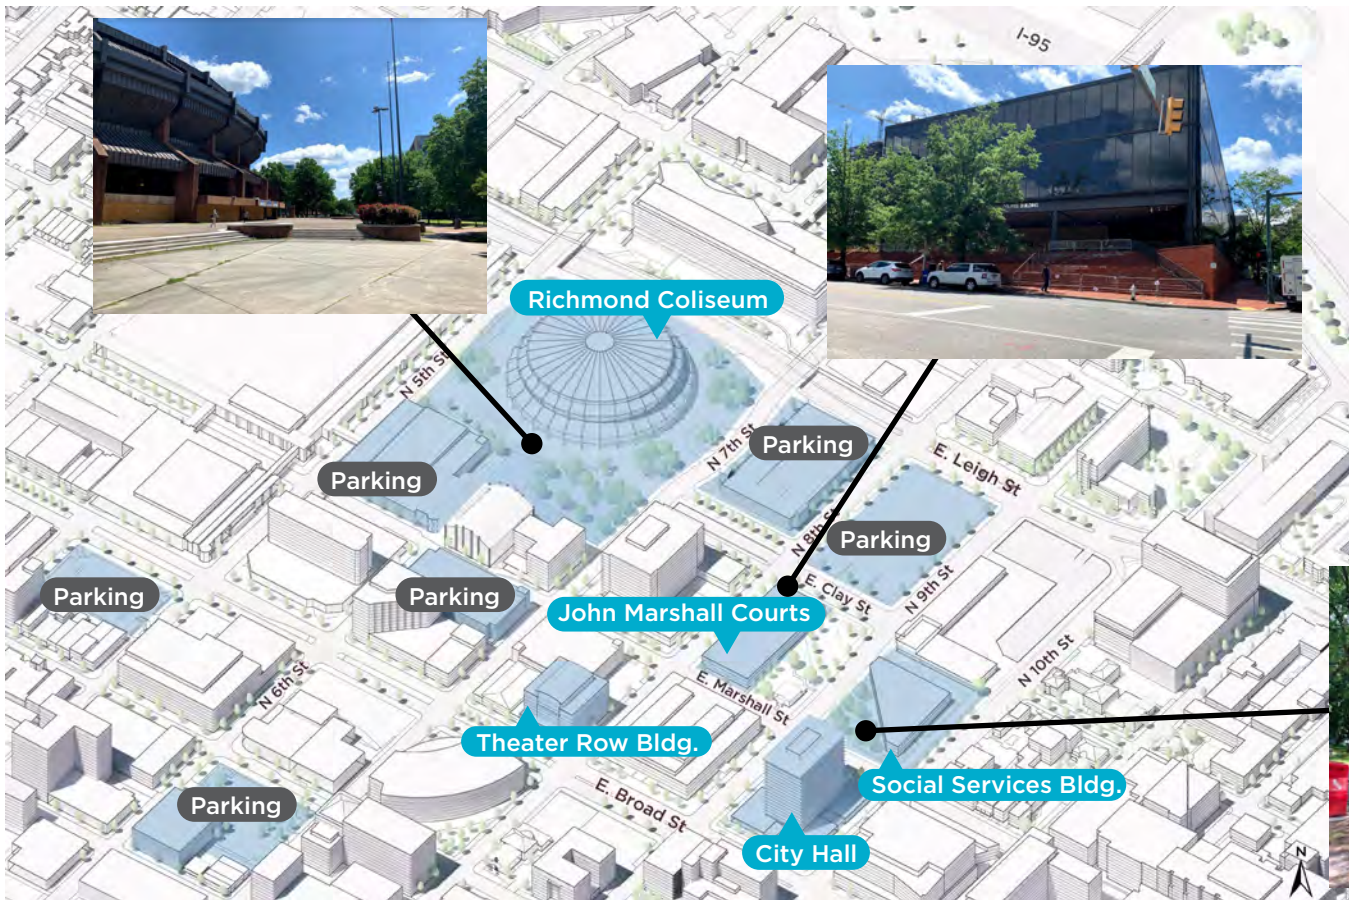 I-95
Richmond Coliseum
N 5th St
N 7th St
Parking
E. Leigh St
Parking
N 8th St
Parking
Parking
Parking
E. Clay St
N 9th St
John Marshall Courts
N 10th St
N 6th St
E. Marshall St
Theater Row Bldg.
Social Services Bldg.
Parking
E. Broad St
City Hall
N